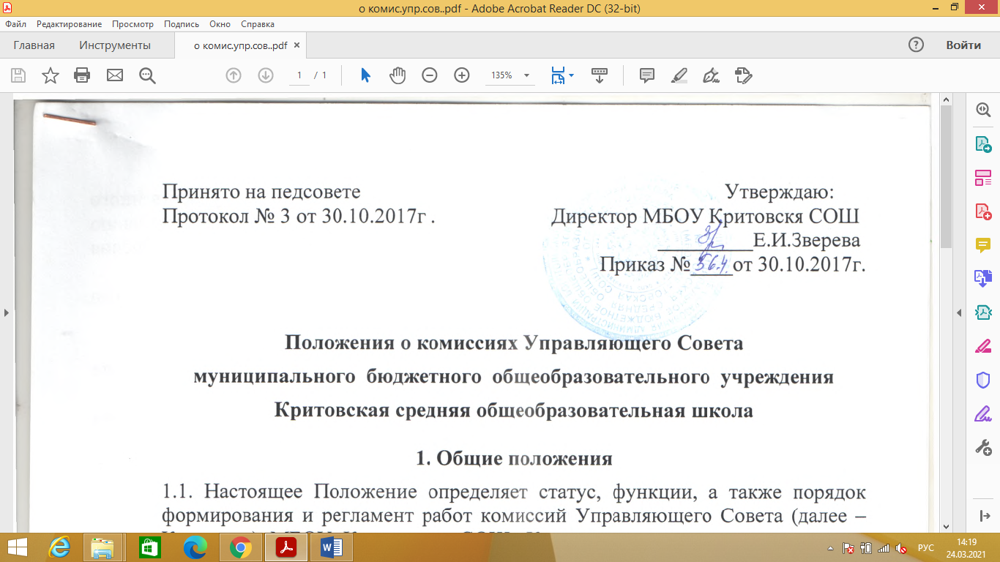 о комис.упр.сов..pdf - Adobe Acrobat Reader DC (32-bit)
Файл Редактирование Просмотр Подпись Окно Справка
Главная Инструменты о комис.упр.сов..pdf × Войти
1 / 1 135%
Принято на педсовете Утверждаю:
Протокол № 3 от 30.10.2017г . Директор МБОУ Критовскя СОШ
Е.И.Зверева
Приказ № 56.4 от 30.10.2017г.
Положения о комиссиях Управляющего Совета
муниципального бюджетного общеобразовательного учреждения
Критовская средняя общеобразовательная школа
1. Общие положения
1.1. Настоящее Положение определяет статус, функции, а также порядок
формирования и регламент работ комиссий Управляющего Совета (далее –
РУС 14:19
24.03.2021